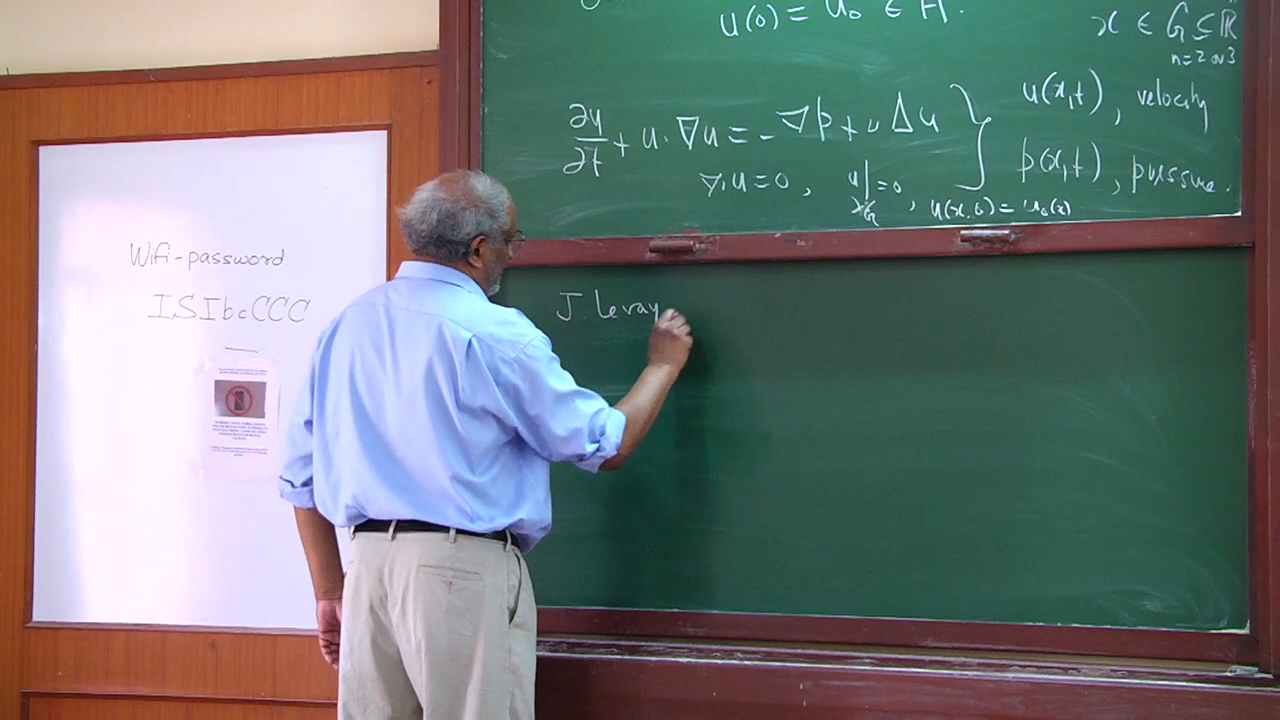 u(0) = u₀ ∈ H.
x ∈ G ⊆ ℝ
n=2 or 3
∂u/∂t + u·∇u = -∇p + ν Δu
u(x,t), velocity
∇·u=0, u|∂G=0, u(x,0) = u₀(x)
p(x,t), pressure.
J. Leray
Wifi-password
ISIbcCCC